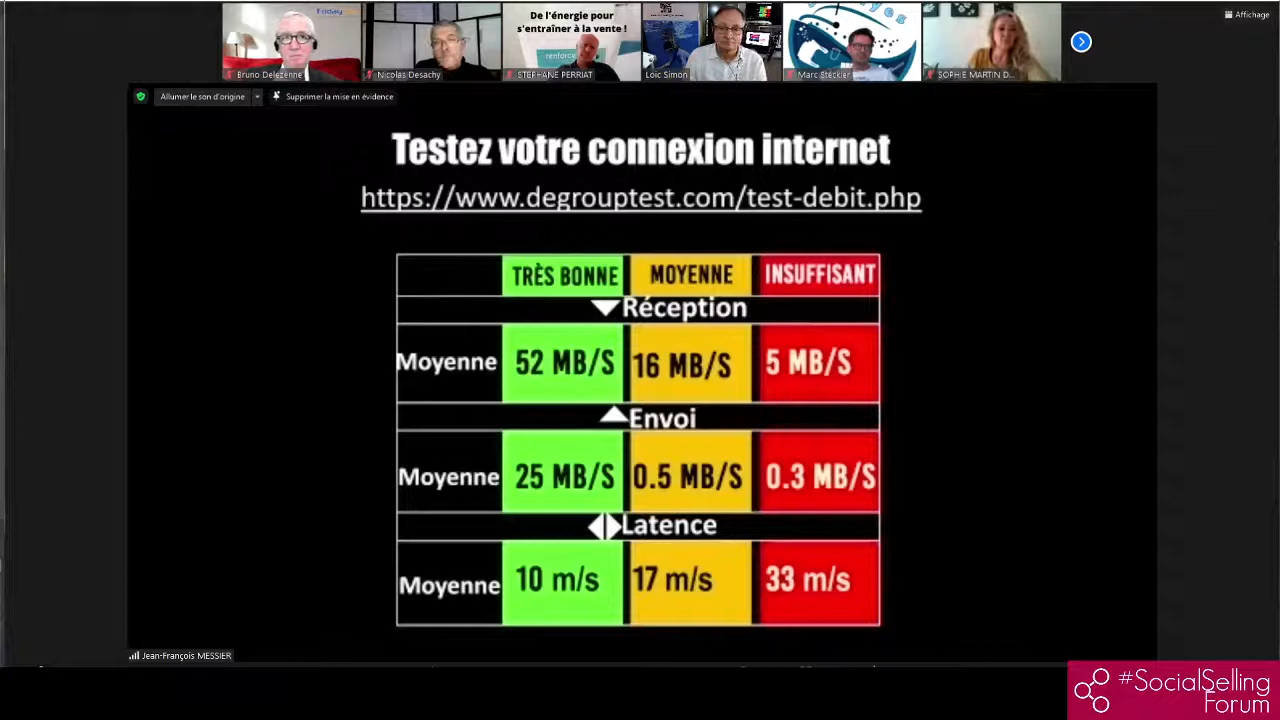 Friday
De l'énergie pour
s'entraîner à la vente !
renforce
Affichage
Bruno Delezenne
Nicolas Desachy
STEPHANE PERRIAT
Loic Simon
Marc Stéckler
SOPHIE MARTIN D...
Allumer le son d'origine
Supprimer la mise en évidence
Testez votre connexion internet
https://www.degrouptest.com/test-debit.php
TRÈS BONNE MOYENNE INSUFFISANT
Réception
Moyenne 52 MB/S 16 MB/S 5 MB/S
Envoi
Moyenne 25 MB/S 0.5 MB/S 0.3 MB/S
Latence
Moyenne 10 m/s 17 m/s 33 m/s
Jean-François MESSIER
#SocialSelling
Forum